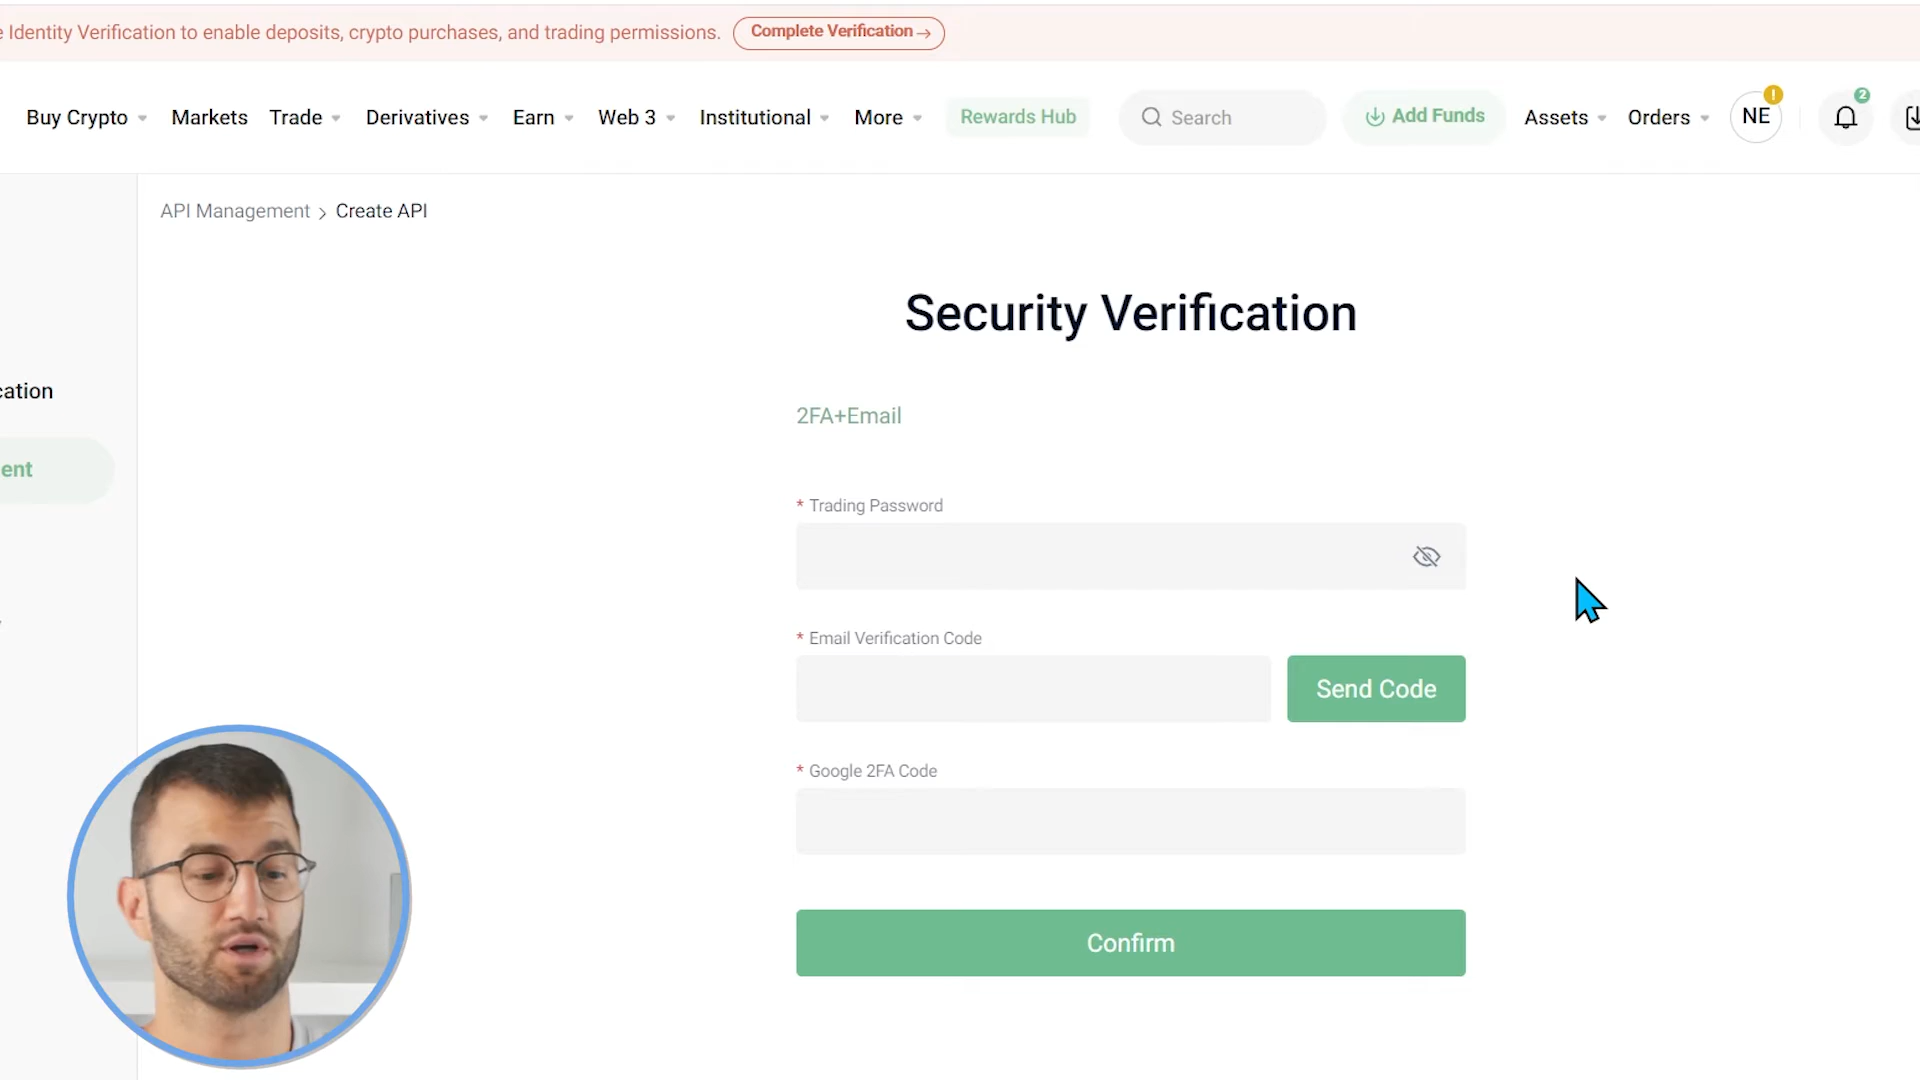 Identity Verification to enable deposits, crypto purchases, and trading permissions. Complete Verification →
Buy Crypto Markets Trade Derivatives Earn Web 3 Institutional More Rewards Hub Search Add Funds Assets Orders NE ! 2
API Management > Create API
Security Verification
cation
2FA+Email
ent
* Trading Password
* Email Verification Code
Send Code
* Google 2FA Code
Confirm